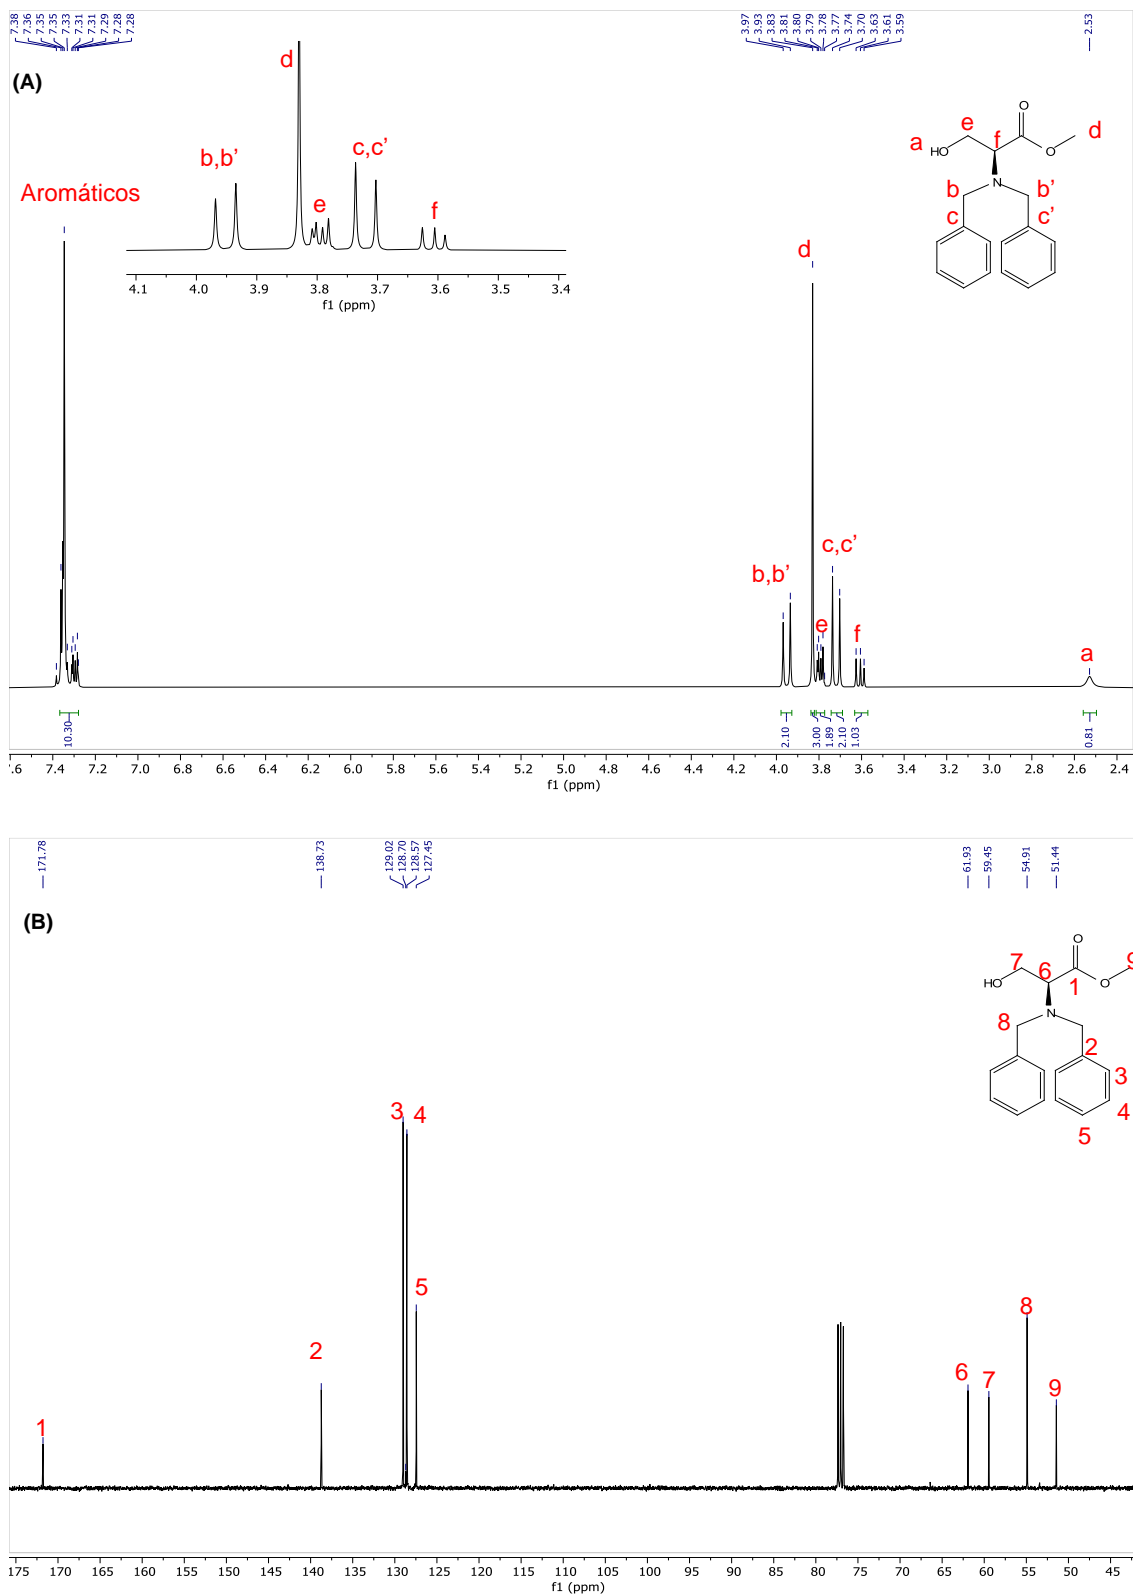 7.38
7.36
7.35
7.35
7.33
7.31
7.31
7.29
7.28
7.28
3.97
3.93
3.83
3.81
3.80
3.79
3.78
3.77
3.74
3.70
3.63
3.61
3.59
2.53
(A)
d
b,b’
c,c’
Aromáticos
e
f
4.1 4.0 3.9 3.8 3.7 3.6 3.5 3.4
f1 (ppm)
O
e
d
a
HO
f
O
N
b
b’
c
c’
d
c,c’
b,b’
e
f
a
10.30
2.10
3.00
1.89
2.10
1.03
0.81
7.6 7.4 7.2 7.0 6.8 6.6 6.4 6.2 6.0 5.8 5.6 5.4 5.2 5.0 4.8 4.6 4.4 4.2 4.0 3.8 3.6 3.4 3.2 3.0 2.8 2.6 2.4
f1 (ppm)
171.78
138.73
129.02
128.70
128.57
127.45
61.93
59.45
54.91
51.44
(B)
O
7
6
9
HO
1
O
N
8
2
3
4
5
3
4
5
2
1
8
6
7
9
175 170 165 160 155 150 145 140 135 130 125 120 115 110 105 100 95 90 85 80 75 70 65 60 55 50 45
f1 (ppm)